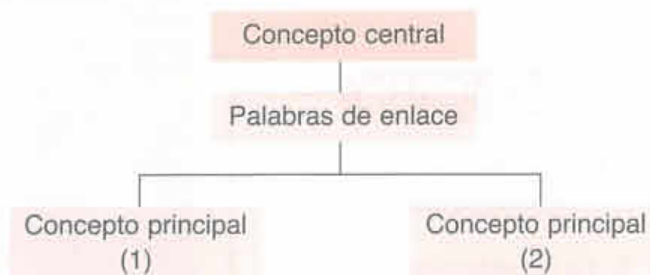 Concepto central
Palabras de enlace
Concepto principal
(1)
Concepto principal
(2)